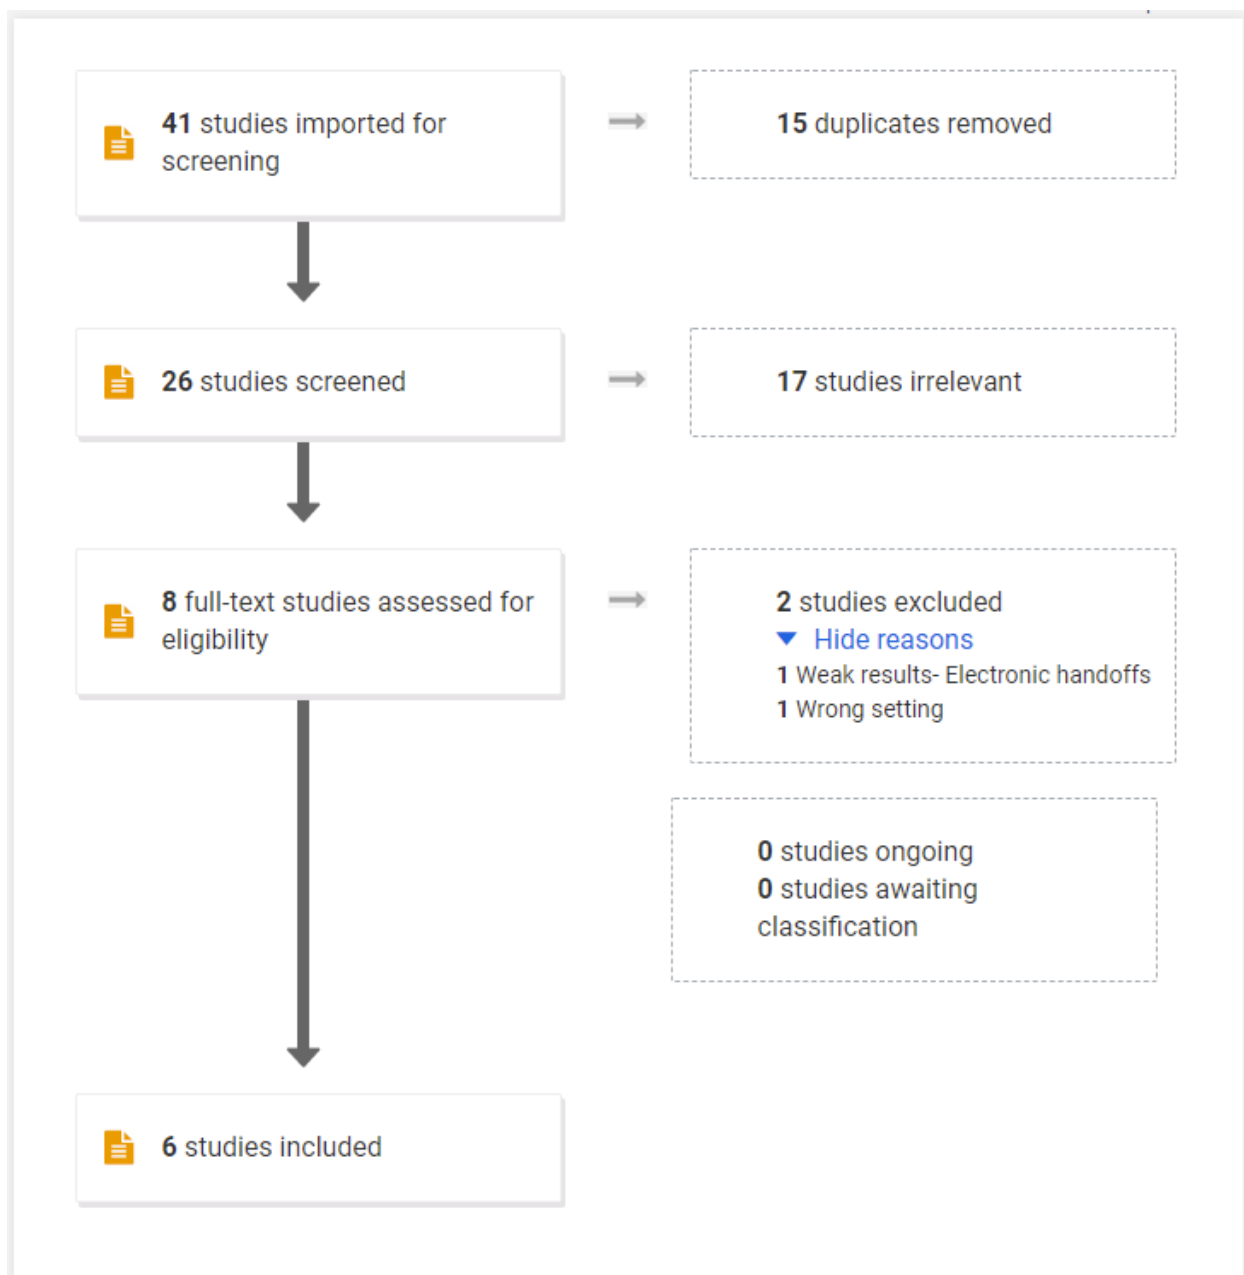 41 studies imported for
screening
15 duplicates removed
26 studies screened
17 studies irrelevant
8 full-text studies assessed for
eligibility
2 studies excluded
Hide reasons
1 Weak results- Electronic handoffs
1 Wrong setting
0 studies ongoing
0 studies awaiting
classification
6 studies included